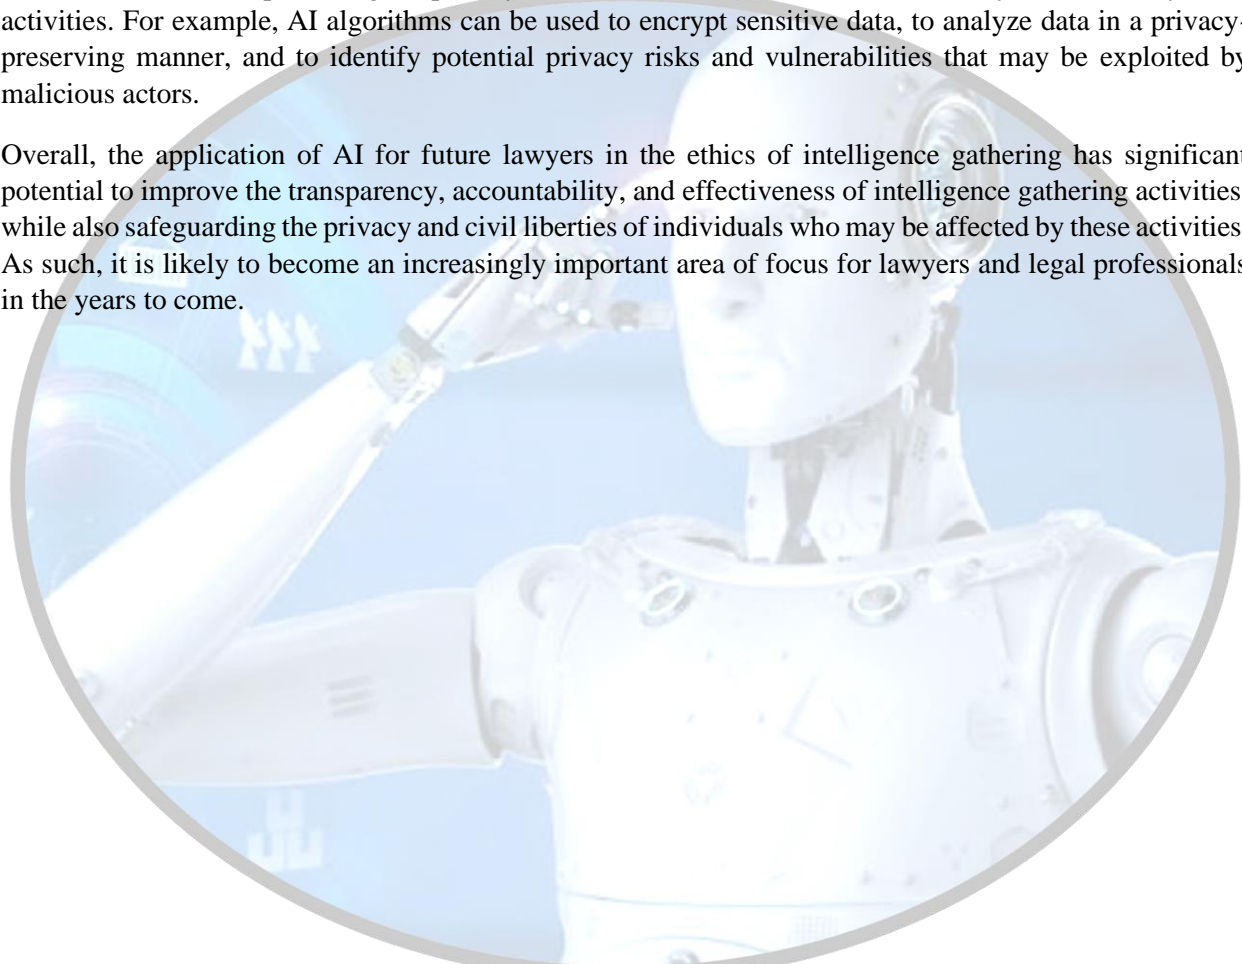 activities. For example, AI algorithms can be used to encrypt sensitive data, to analyze data in a privacy-
preserving manner, and to identify potential privacy risks and vulnerabilities that may be exploited by
malicious actors.
Overall, the application of AI for future lawyers in the ethics of intelligence gathering has significant
potential to improve the transparency, accountability, and effectiveness of intelligence gathering activities
while also safeguarding the privacy and civil liberties of individuals who may be affected by these activities
As such, it is likely to become an increasingly important area of focus for lawyers and legal professionals
in the years to come.